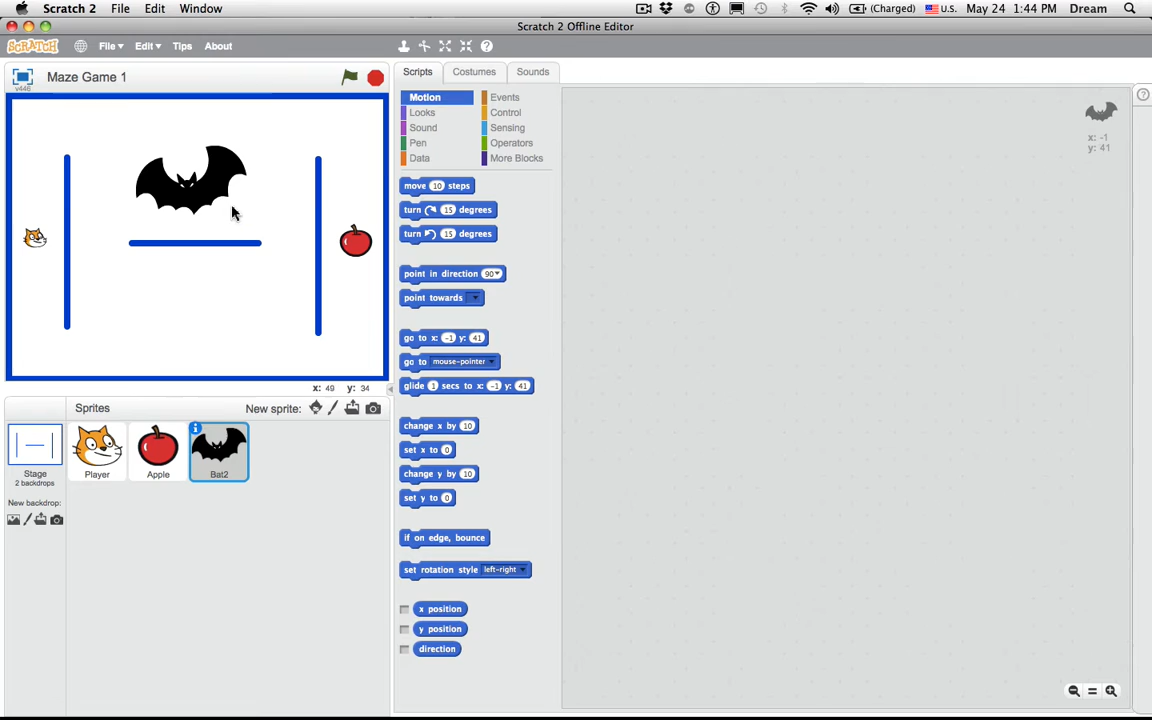 Scratch 2 File Edit Window (Charged) U.S. May 24 1:44 PM Dream
Scratch 2 Offline Editor
SCRATCH File Edit Tips About
Maze Game 1
v446
x: 49 y: 34
Sprites New sprite:
Stage
2 backdrops
New backdrop:
Player
Apple
Bat2
Scripts Costumes Sounds
Motion Events
Looks Control
Sound Sensing
Pen Operators
Data More Blocks
move 10 steps
turn 15 degrees
turn 15 degrees
point in direction 90
point towards
go to x: -1 y: 41
go to mouse-pointer
glide 1 secs to x: -1 y: 41
change x by 10
set x to 0
change y by 10
set y to 0
if on edge, bounce
set rotation style left-right
x position
y position
direction
x: -1
y: 41